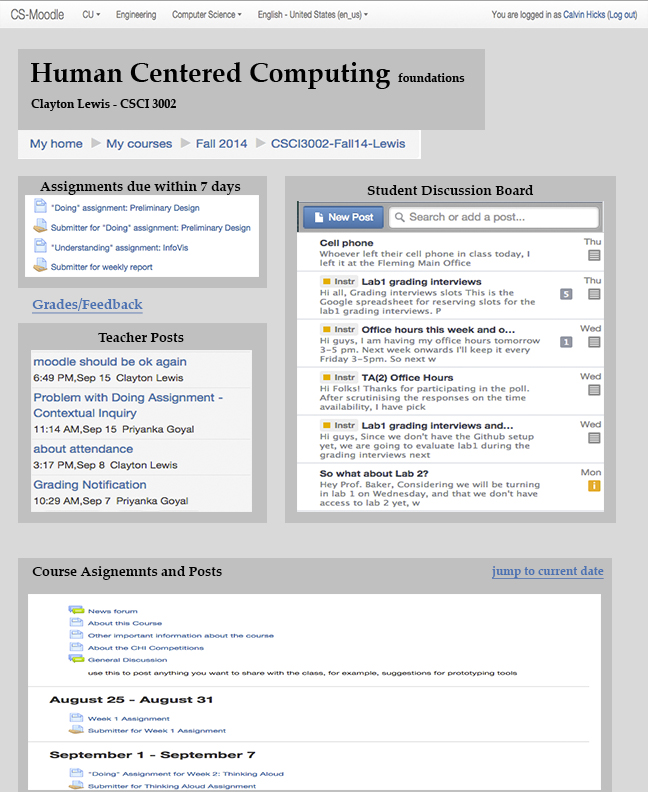 CS-Moodle CU Engineering Computer Science English - United States (en_us) You are logged in as Calvin Hicks (Log out)
Human Centered Computing foundations
Clayton Lewis - CSCI 3002
My home My courses Fall 2014 CSCI3002-Fall14-Lewis
Assignments due within 7 days
"Doing" assignment: Preliminary Design
Submitter for "Doing" assignment: Preliminary Design
"Understanding" assignment: InfoVis
Submitter for weekly report
Grades/Feedback
Teacher Posts
moodle should be ok again
6:49 PM,Sep 15 Clayton Lewis
Problem with Doing Assignment -
Contextual Inquiry
11:14 AM,Sep 15 Priyanka Goyal
about attendance
3:17 PM,Sep 8 Clayton Lewis
Grading Notification
10:29 AM,Sep 7 Priyanka Goyal
Student Discussion Board
New Post Search or add a post...
Cell phone Thu
Whoever left their cell phone in class today, I
left it at the Fleming Main Office
Instr Lab1 grading interviews Thu
Hi all, Grading interviews slots This is the 5
Google spreadsheet for reserving slots for the
lab1 grading interviews. P
Instr Office hours this week and o... Wed
Hi guys, I am having my office hours tomorrow 1
3-5 pm. Next week onwards I'll keep it every
Friday 3-5pm. So next w
Instr TA(2) Office Hours Wed
Hi Folks! Thanks for participating in the poll.
After scrutinising the responses on the time
availability, I have pick
Instr Lab1 grading interviews and... Wed
Hi guys, Since we don't have the Github setup
yet, we are going to evaluate lab1 during the
grading interviews next
So what about Lab 2? Mon
Hey Prof. Baker, Considering we will be turning
in lab 1 on Wednesday, and that we don't have
access to lab 2 yet, w
Course Asignemnts and Posts jump to current date
News forum
About this Course
Other important information about the course
About the CHI Competitions
General Discussion
use this to post anything you want to share with the class, for example, suggestions for prototyping tools
August 25 - August 31
Week 1 Assignment
Submitter for Week 1 Assignment
September 1 - September 7
"Doing" Assignment for Week 2: Thinking Aloud
Submitter for Thinking Aloud Assignment